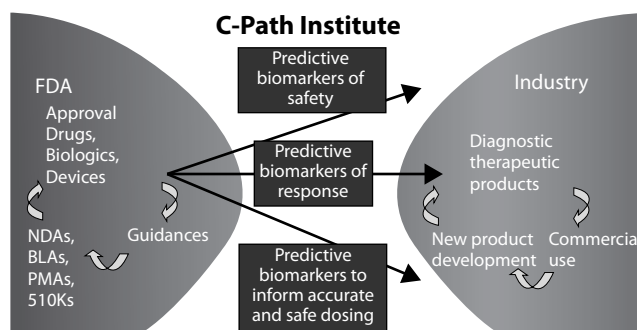 C-Path Institute
FDA
Approval
Drugs,
Biologics,
Devices
NDAs,
BLAs,
PMAs,
510Ks
Guidances
Predictive
biomarkers of
safety
Predictive
biomarkers of
response
Predictive
biomarkers to
inform accurate
and safe dosing
Industry
Diagnostic
therapeutic
products
New product
development
Commercial
use